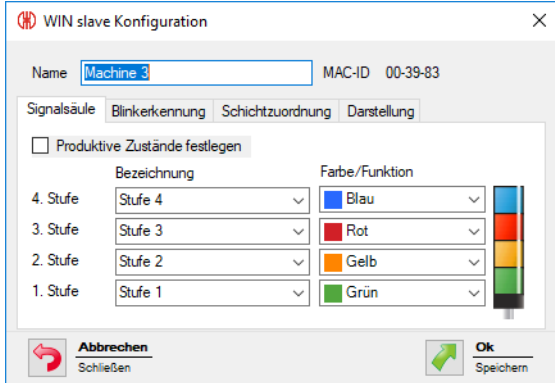 WIN slave Konfiguration
Name Machine 3 MAC-ID 00-39-83
Signalsäule Blinkerkennung Schichtzuordnung Darstellung
Produktive Zustände festlegen
Bezeichnung Farbe/Funktion
4. Stufe Stufe 4 Blau
3. Stufe Stufe 3 Rot
2. Stufe Stufe 2 Gelb
1. Stufe Stufe 1 Grün
Abbrechen Ok
Schließen Speichern